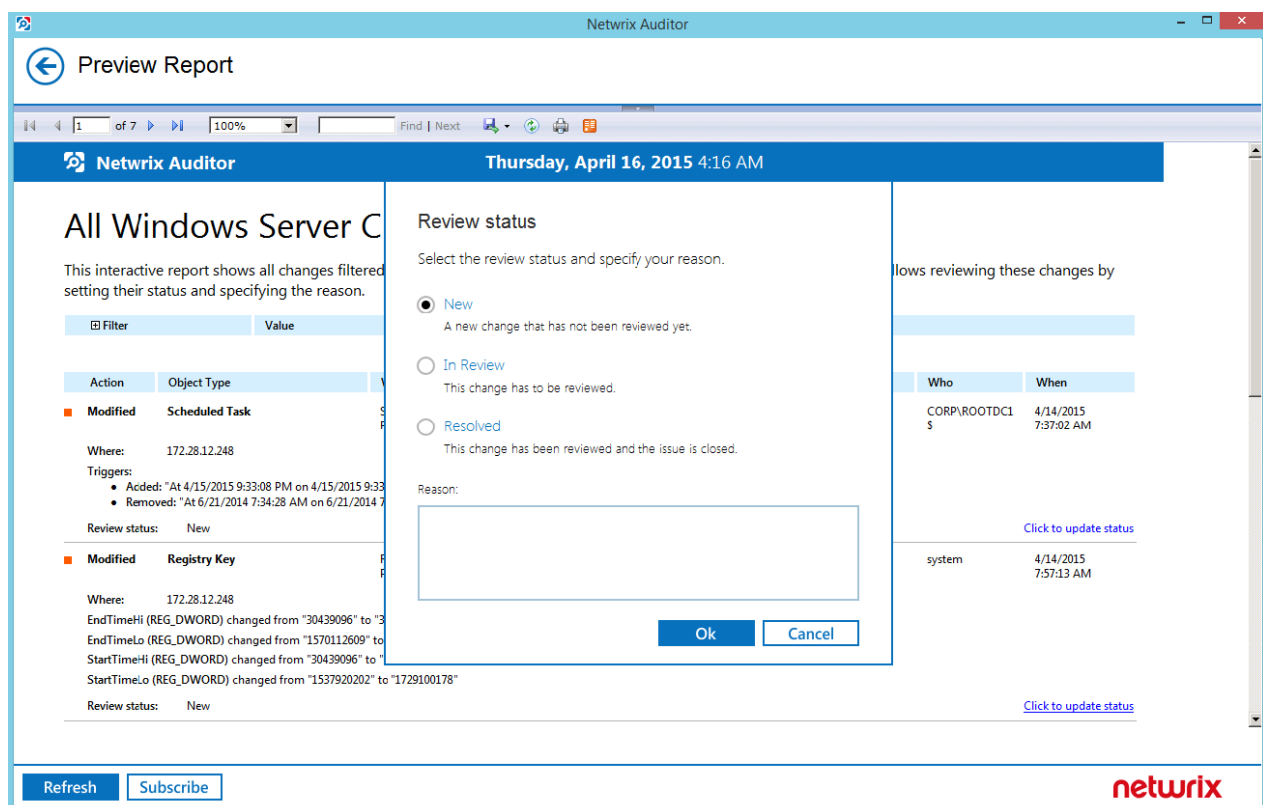 Netwrix Auditor
Preview Report
1 of 7 100% Find | Next
Netwrix Auditor Thursday, April 16, 2015 4:16 AM
All Windows Server C
This interactive report shows all changes filtered
llows reviewing these changes by
setting their status and specifying the reason.
Filter Value
Action Object Type Who When
Modified Scheduled Task CORP\ROOTDC1 4/14/2015
$ 7:37:02 AM
Where: 172.28.12.248
Triggers:
Added: "At 4/15/2015 9:33:08 PM on 4/15/2015 9:33
Removed: "At 6/21/2014 7:34:28 AM on 6/21/2014 7
Review status: New Click to update status
Modified Registry Key system 4/14/2015
7:57:13 AM
Where: 172.28.12.248
EndTimeHi (REG_DWORD) changed from "30439096" to "3
EndTimeLo (REG_DWORD) changed from "1570112609" to
StartTimeHi (REG_DWORD) changed from "30439096" to "
StartTimeLo (REG_DWORD) changed from "1537920202" to "1729100178"
Review status: New Click to update status
Review status
Select the review status and specify your reason.
New
A new change that has not been reviewed yet.
In Review
This change has to be reviewed.
Resolved
This change has been reviewed and the issue is closed.
Reason:
Ok Cancel
Refresh Subscribe
netwrix